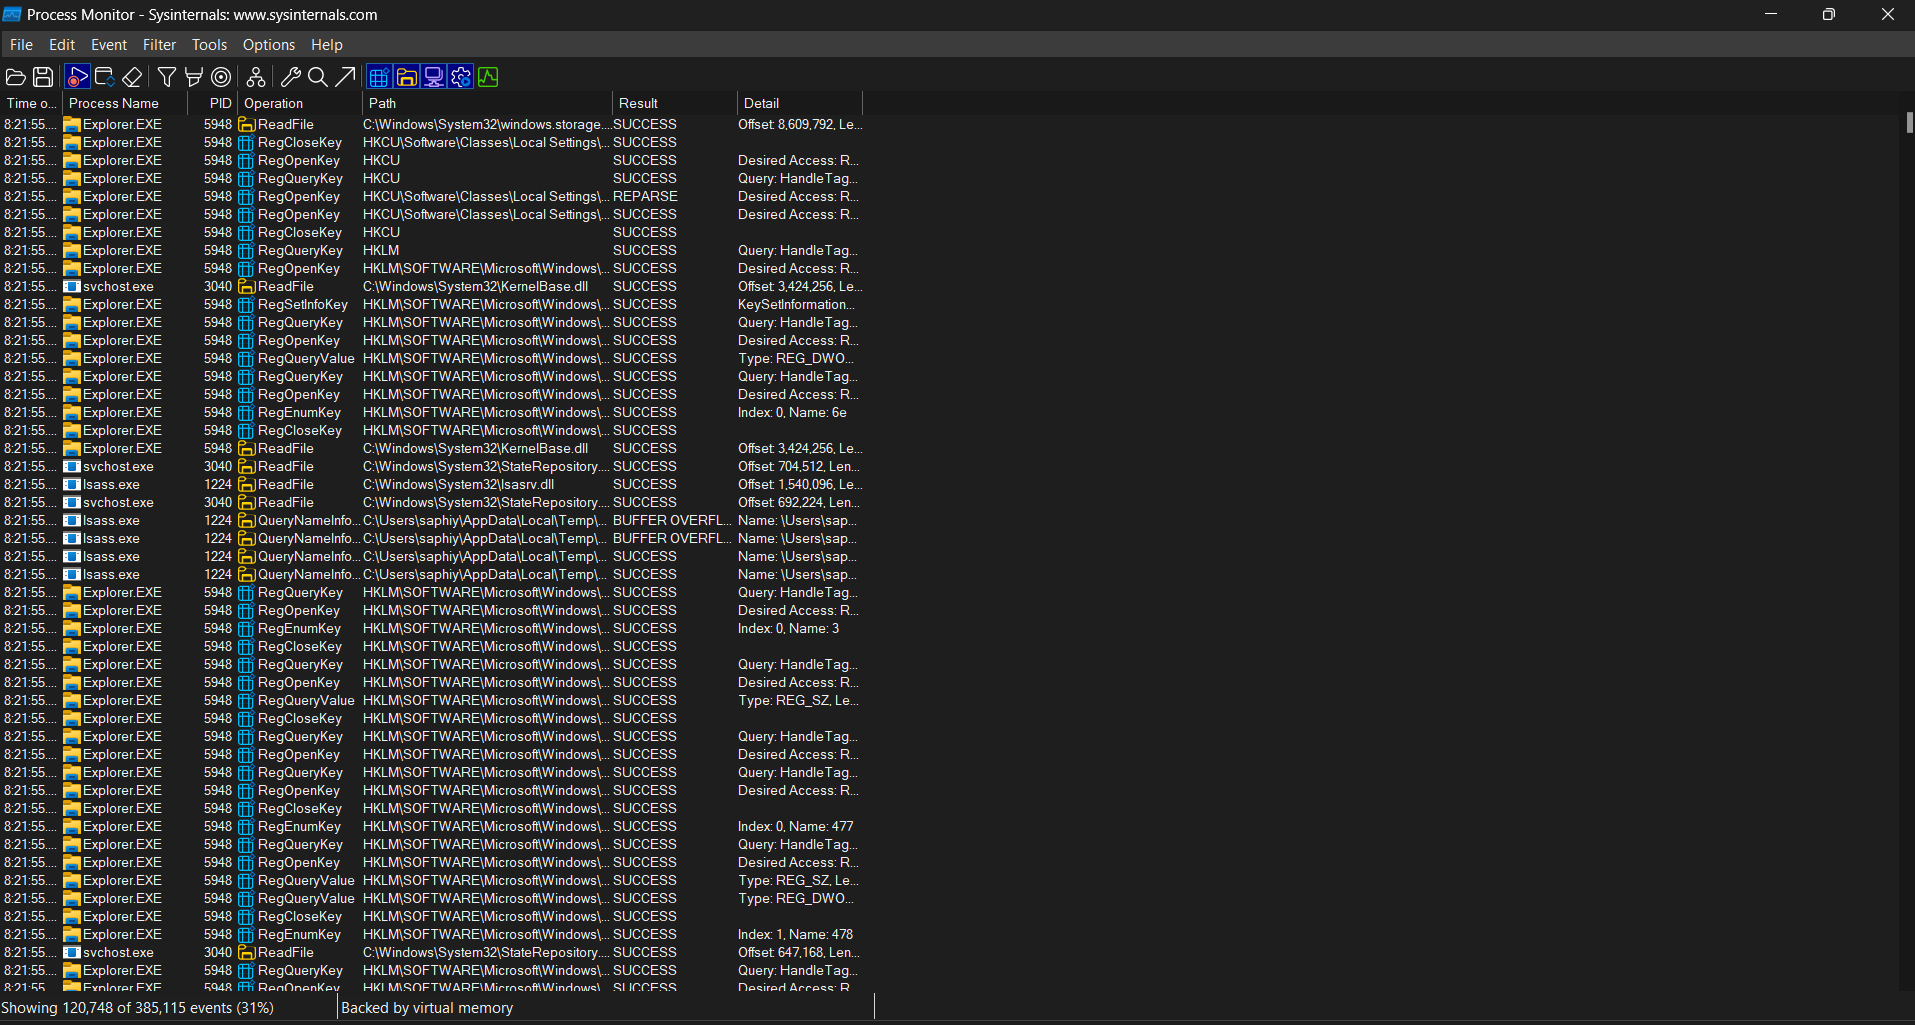 Process Monitor - Sysinternals: www.sysinternals.com
File Edit Event Filter Tools Options Help
Time o... Process Name PID Operation Path Result Detail
8:21:55.... Explorer.EXE 5948 ReadFile C:\Windows\System32\windows.storage.... SUCCESS Offset: 8,609,792, Le...
8:21:55.... Explorer.EXE 5948 RegCloseKey HKCU\Software\Classes\Local Settings\... SUCCESS
8:21:55.... Explorer.EXE 5948 RegOpenKey HKCU SUCCESS Desired Access: R...
8:21:55.... Explorer.EXE 5948 RegQueryKey HKCU SUCCESS Query: HandleTag...
8:21:55.... Explorer.EXE 5948 RegOpenKey HKCU\Software\Classes\Local Settings\... REPARSE Desired Access: R...
8:21:55.... Explorer.EXE 5948 RegOpenKey HKCU\Software\Classes\Local Settings\... SUCCESS Desired Access: R...
8:21:55.... Explorer.EXE 5948 RegCloseKey HKCU SUCCESS
8:21:55.... Explorer.EXE 5948 RegQueryKey HKLM SUCCESS Query: HandleTag...
8:21:55.... Explorer.EXE 5948 RegOpenKey HKLM\SOFTWARE\Microsoft\Windows\... SUCCESS Desired Access: R...
8:21:55.... svchost.exe 3040 ReadFile C:\Windows\System32\KernelBase.dll SUCCESS Offset: 3,424,256, Le...
8:21:55.... Explorer.EXE 5948 RegSetInfoKey HKLM\SOFTWARE\Microsoft\Windows\... SUCCESS KeySetInformation...
8:21:55.... Explorer.EXE 5948 RegQueryKey HKLM\SOFTWARE\Microsoft\Windows\... SUCCESS Query: HandleTag...
8:21:55.... Explorer.EXE 5948 RegOpenKey HKLM\SOFTWARE\Microsoft\Windows\... SUCCESS Desired Access: R...
8:21:55.... Explorer.EXE 5948 RegQueryValue HKLM\SOFTWARE\Microsoft\Windows\... SUCCESS Type: REG_DWO...
8:21:55.... Explorer.EXE 5948 RegQueryKey HKLM\SOFTWARE\Microsoft\Windows\... SUCCESS Query: HandleTag...
8:21:55.... Explorer.EXE 5948 RegOpenKey HKLM\SOFTWARE\Microsoft\Windows\... SUCCESS Desired Access: R...
8:21:55.... Explorer.EXE 5948 RegEnumKey HKLM\SOFTWARE\Microsoft\Windows\... SUCCESS Index: 0, Name: 6e
8:21:55.... Explorer.EXE 5948 RegCloseKey HKLM\SOFTWARE\Microsoft\Windows\... SUCCESS
8:21:55.... Explorer.EXE 5948 ReadFile C:\Windows\System32\KernelBase.dll SUCCESS Offset: 3,424,256, Le...
8:21:55.... svchost.exe 3040 ReadFile C:\Windows\System32\StateRepository.... SUCCESS Offset: 704,512, Len...
8:21:55.... lsass.exe 1224 ReadFile C:\Windows\System32\lsasrv.dll SUCCESS Offset: 1,540,096, Le...
8:21:55.... svchost.exe 3040 ReadFile C:\Windows\System32\StateRepository.... SUCCESS Offset: 692,224, Len...
8:21:55.... lsass.exe 1224 QueryNameInfo... C:\Users\saphiy\AppData\Local\Temp\... BUFFER OVERFL... Name: \Users\sap...
8:21:55.... lsass.exe 1224 QueryNameInfo... C:\Users\saphiy\AppData\Local\Temp\... BUFFER OVERFL... Name: \Users\sap...
8:21:55.... lsass.exe 1224 QueryNameInfo... C:\Users\saphiy\AppData\Local\Temp\... SUCCESS Name: \Users\sap...
8:21:55.... lsass.exe 1224 QueryNameInfo... C:\Users\saphiy\AppData\Local\Temp\... SUCCESS Name: \Users\sap...
8:21:55.... Explorer.EXE 5948 RegQueryKey HKLM\SOFTWARE\Microsoft\Windows\... SUCCESS Query: HandleTag...
8:21:55.... Explorer.EXE 5948 RegOpenKey HKLM\SOFTWARE\Microsoft\Windows\... SUCCESS Desired Access: R...
8:21:55.... Explorer.EXE 5948 RegEnumKey HKLM\SOFTWARE\Microsoft\Windows\... SUCCESS Index: 0, Name: 3
8:21:55.... Explorer.EXE 5948 RegCloseKey HKLM\SOFTWARE\Microsoft\Windows\... SUCCESS
8:21:55.... Explorer.EXE 5948 RegQueryKey HKLM\SOFTWARE\Microsoft\Windows\... SUCCESS Query: HandleTag...
8:21:55.... Explorer.EXE 5948 RegOpenKey HKLM\SOFTWARE\Microsoft\Windows\... SUCCESS Desired Access: R...
8:21:55.... Explorer.EXE 5948 RegQueryValue HKLM\SOFTWARE\Microsoft\Windows\... SUCCESS Type: REG_SZ, Le...
8:21:55.... Explorer.EXE 5948 RegCloseKey HKLM\SOFTWARE\Microsoft\Windows\... SUCCESS
8:21:55.... Explorer.EXE 5948 RegQueryKey HKLM\SOFTWARE\Microsoft\Windows\... SUCCESS Query: HandleTag...
8:21:55.... Explorer.EXE 5948 RegOpenKey HKLM\SOFTWARE\Microsoft\Windows\... SUCCESS Desired Access: R...
8:21:55.... Explorer.EXE 5948 RegQueryKey HKLM\SOFTWARE\Microsoft\Windows\... SUCCESS Query: HandleTag...
8:21:55.... Explorer.EXE 5948 RegOpenKey HKLM\SOFTWARE\Microsoft\Windows\... SUCCESS Desired Access: R...
8:21:55.... Explorer.EXE 5948 RegCloseKey HKLM\SOFTWARE\Microsoft\Windows\... SUCCESS
8:21:55.... Explorer.EXE 5948 RegEnumKey HKLM\SOFTWARE\Microsoft\Windows\... SUCCESS Index: 0, Name: 477
8:21:55.... Explorer.EXE 5948 RegQueryKey HKLM\SOFTWARE\Microsoft\Windows\... SUCCESS Query: HandleTag...
8:21:55.... Explorer.EXE 5948 RegOpenKey HKLM\SOFTWARE\Microsoft\Windows\... SUCCESS Desired Access: R...
8:21:55.... Explorer.EXE 5948 RegQueryValue HKLM\SOFTWARE\Microsoft\Windows\... SUCCESS Type: REG_SZ, Le...
8:21:55.... Explorer.EXE 5948 RegQueryValue HKLM\SOFTWARE\Microsoft\Windows\... SUCCESS Type: REG_DWO...
8:21:55.... Explorer.EXE 5948 RegCloseKey HKLM\SOFTWARE\Microsoft\Windows\... SUCCESS
8:21:55.... Explorer.EXE 5948 RegEnumKey HKLM\SOFTWARE\Microsoft\Windows\... SUCCESS Index: 1, Name: 478
8:21:55.... svchost.exe 3040 ReadFile C:\Windows\System32\StateRepository.... SUCCESS Offset: 647,168, Len...
8:21:55.... Explorer.EXE 5948 RegQueryKey HKLM\SOFTWARE\Microsoft\Windows\... SUCCESS Query: HandleTag...
8:21:55.... Explorer.EXE 5948 RegOpenKey HKLM\SOFTWARE\Microsoft\Windows\... SUCCESS Desired Access: R...
Showing 120,748 of 385,115 events (31%) Backed by virtual memory